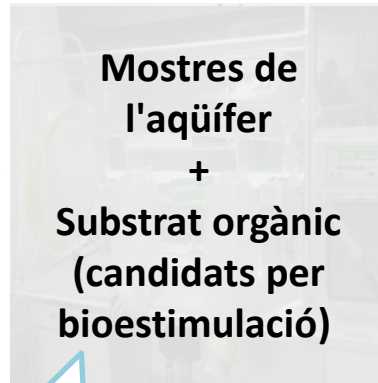 Mostres de
l'aqüífer
+
Substrat orgànic
(candidats per
bioestimulació)